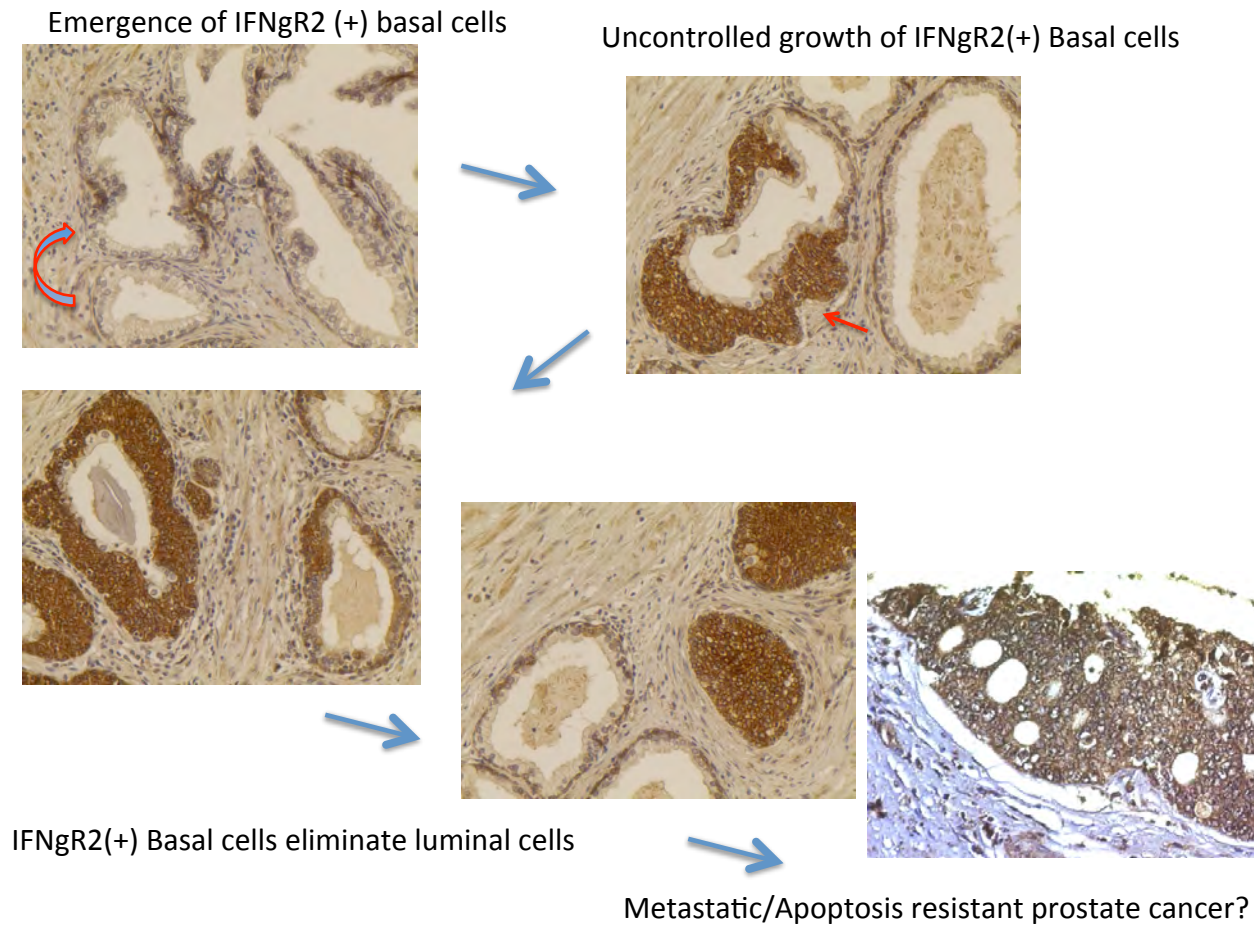 Emergence of IFNgR2 (+) basal cells
Uncontrolled growth of IFNgR2(+) Basal cells
IFNgR2(+) Basal cells eliminate luminal cells
Metastatic/Apoptosis resistant prostate cancer?